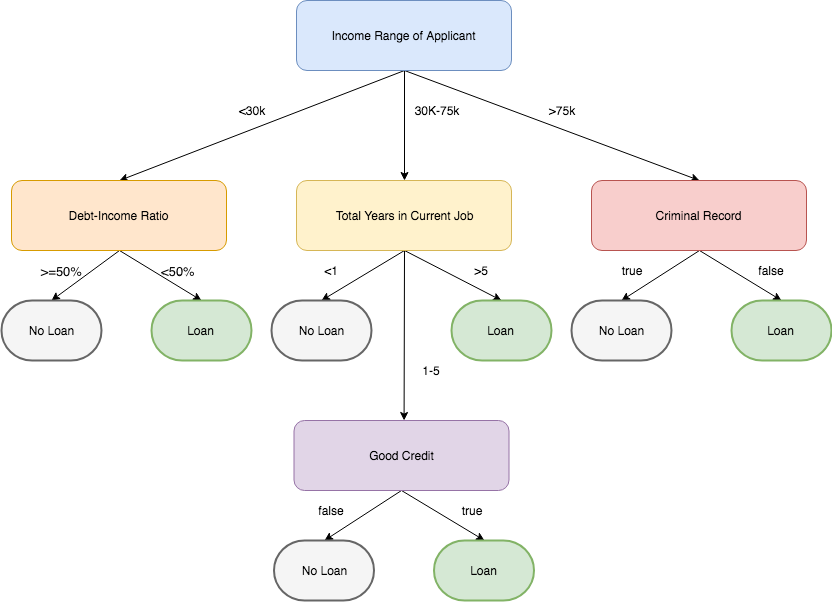 Income Range of Applicant
<30k
30K-75k
>75k
Debt-Income Ratio
Total Years in Current Job
Criminal Record
>=50%
<50%
<1
>5
true
false
No Loan
Loan
No Loan
Loan
No Loan
Loan
1-5
Good Credit
false
true
No Loan
Loan